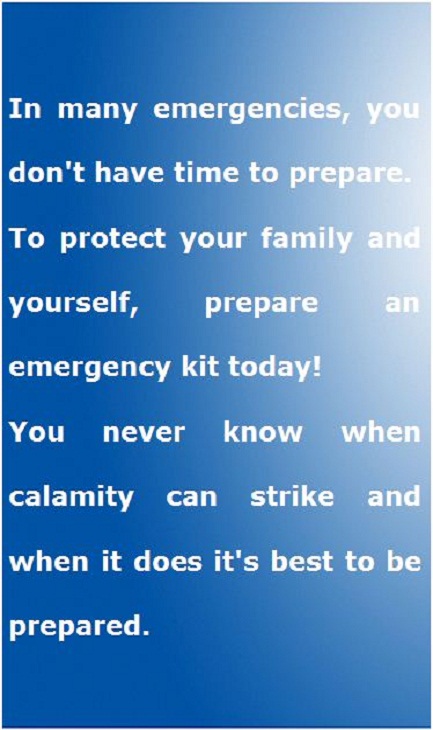 In many emergencies, you
don't have time to prepare.
To protect your family and
yourself, prepare an
emergency kit today!
You never know when
calamity can strike and
when it does it's best to be
prepared.